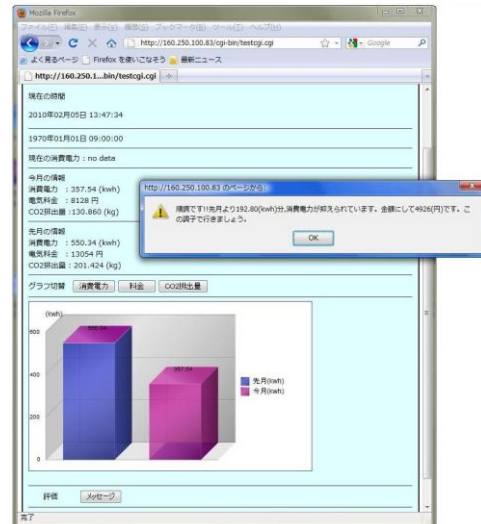 Mozilla Firefox
ファイル(F) 編集(E) 表示(V) 履歴(S) ブックマーク(B) ツール(T) ヘルプ(H)
http://160.250.100.83/cgi-bin/testcgi.cgi
Google
よく見るページ Firefox を使いこなそう 最新ニュース
http://160.250.1...bin/testcgi.cgi
現在の時間
2010年02月05日 13:47:34
1970年01月01日 09:00:00
現在の消費電力：no data
今月の情報
消費電力 ：357.54 (kwh)
電気料金 ：8128 円
CO2排出量 :130.860 (kg)
先月の情報
消費電力 ：550.34 (kwh)
電気料金 ：13054 円
CO2排出量：201.424 (kg)
http://160.250.100.83 のページから:
順調です!!先月より192.80(kwh)分,消費電力が抑えられています。金額にして4926(円)です。こ
の調子で行きましょう。
OK
グラフ切替 消費電力 料金 CO2排出量
(kwh)
600
550.34
400
357.54
200
0
先月(kwh)
今月(kwh)
評価 メッセージ
完了